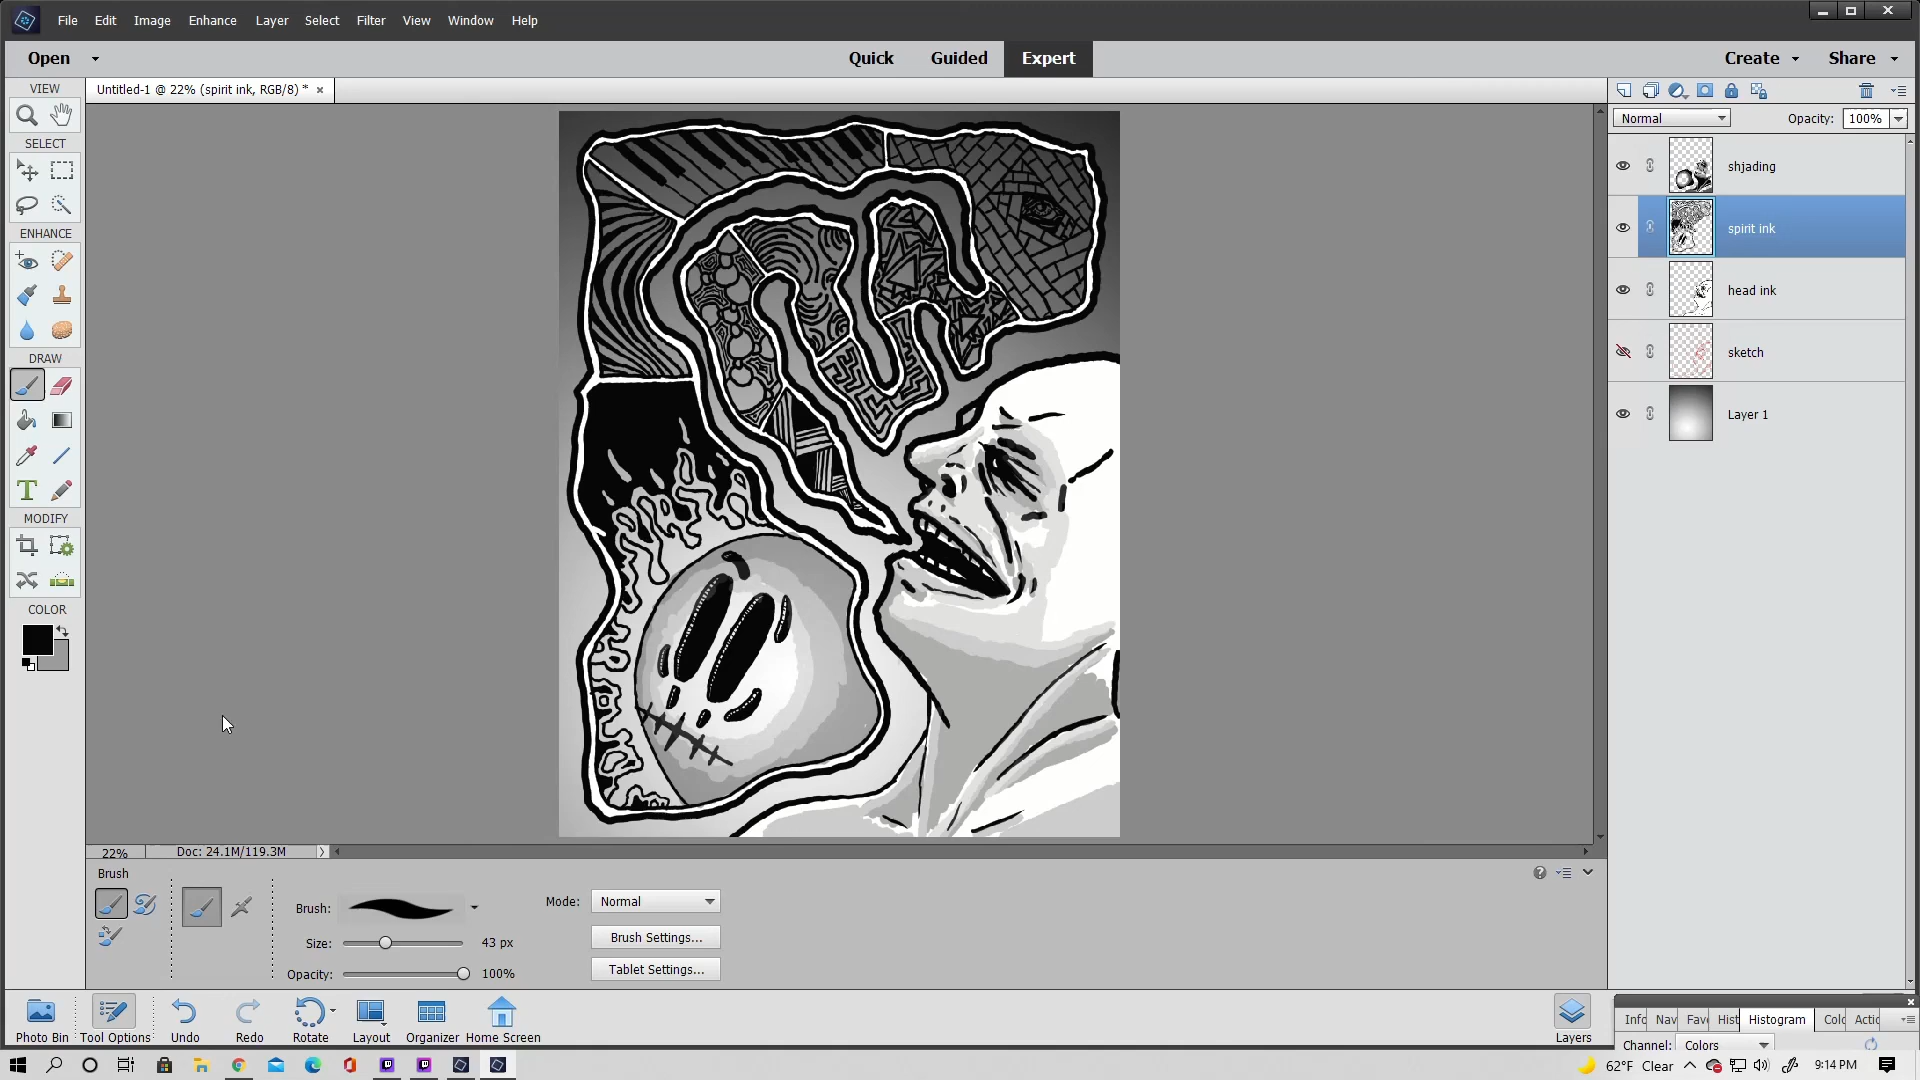 File Edit Image Enhance Layer Select Filter View Window Help
Open Quick Guided Expert Create Share
VIEW
Untitled-1 @ 22% (spirit ink, RGB/8) * ×
SELECT
ENHANCE
DRAW
MODIFY
COLOR
Normal Opacity: 100%
shjading
spirit ink
head ink
sketch
Layer 1
22% Doc: 24.1M/119.3M
Brush
Brush: Mode: Normal
Size: 43 px Brush Settings...
Opacity: 100% Tablet Settings...
Photo Bin Tool Options Undo Redo Rotate Layout Organizer Home Screen Layers
Info Nav Fav Hist Histogram Colo Actio
Channel: Colors
62°F Clear 9:14 PM